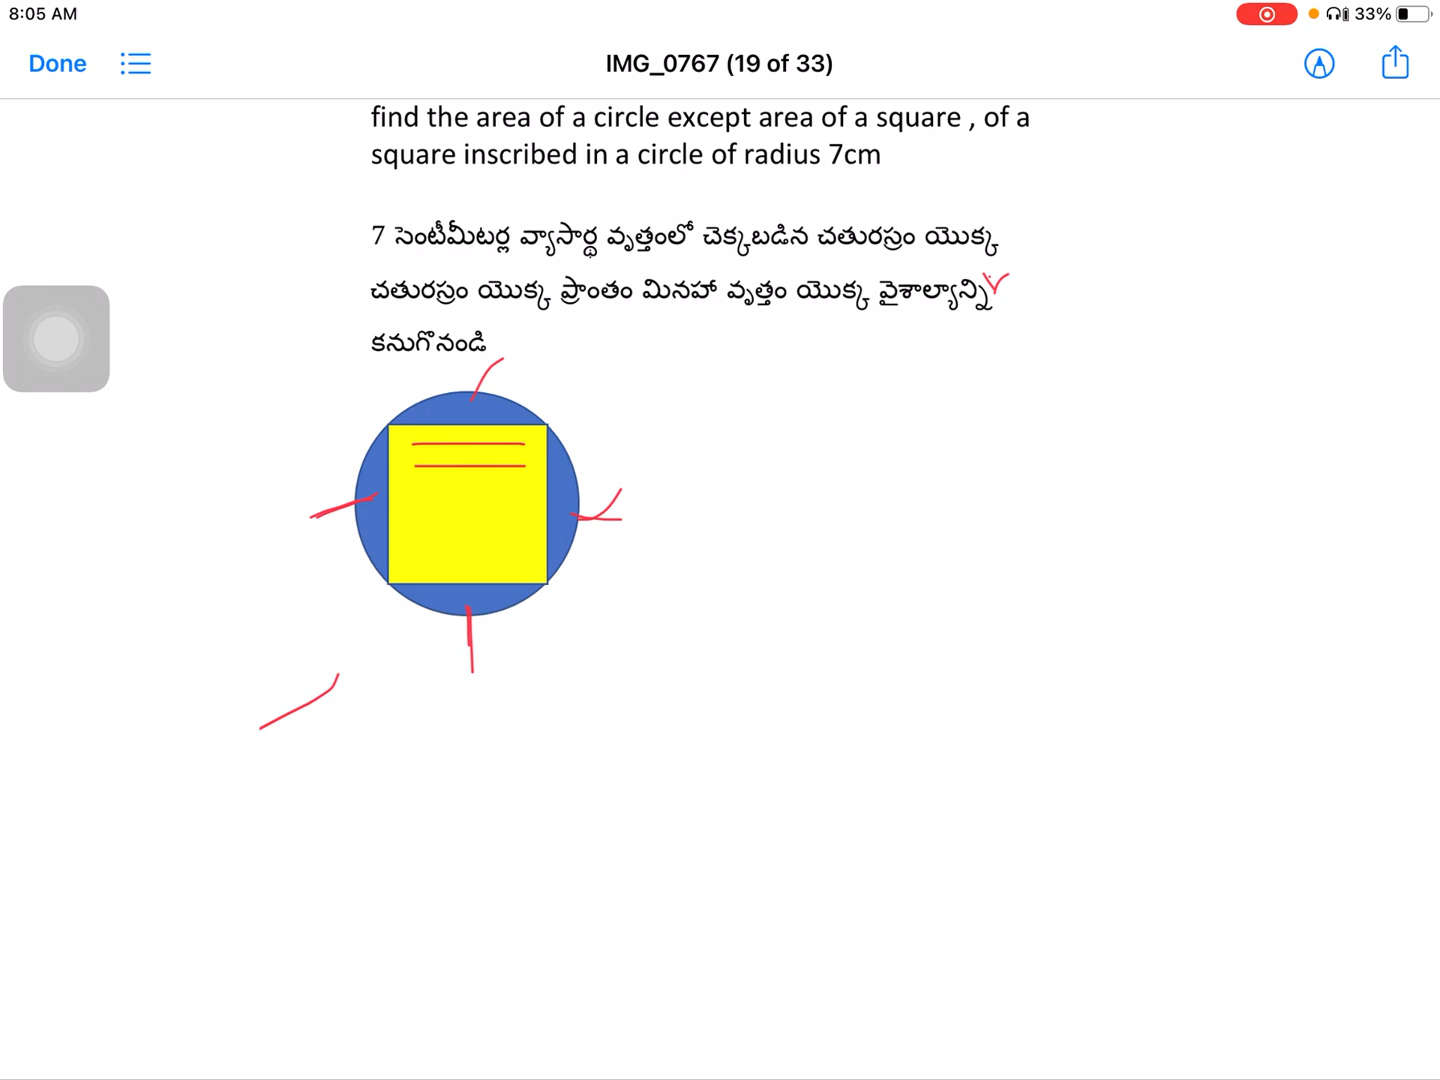 8:05 AM
33%
Done
IMG_0767 (19 of 33)
find the area of a circle except area of a square , of a
square inscribed in a circle of radius 7cm
7 సెంటీమీటర్ల వ్యాసార్థ వృత్తంలో చెక్కబడిన చతురస్రం యొక్క
చతురస్రం యొక్క ప్రాంతం మినహా వృత్తం యొక్క వైశాల్యాన్ని
కనుగొనండి